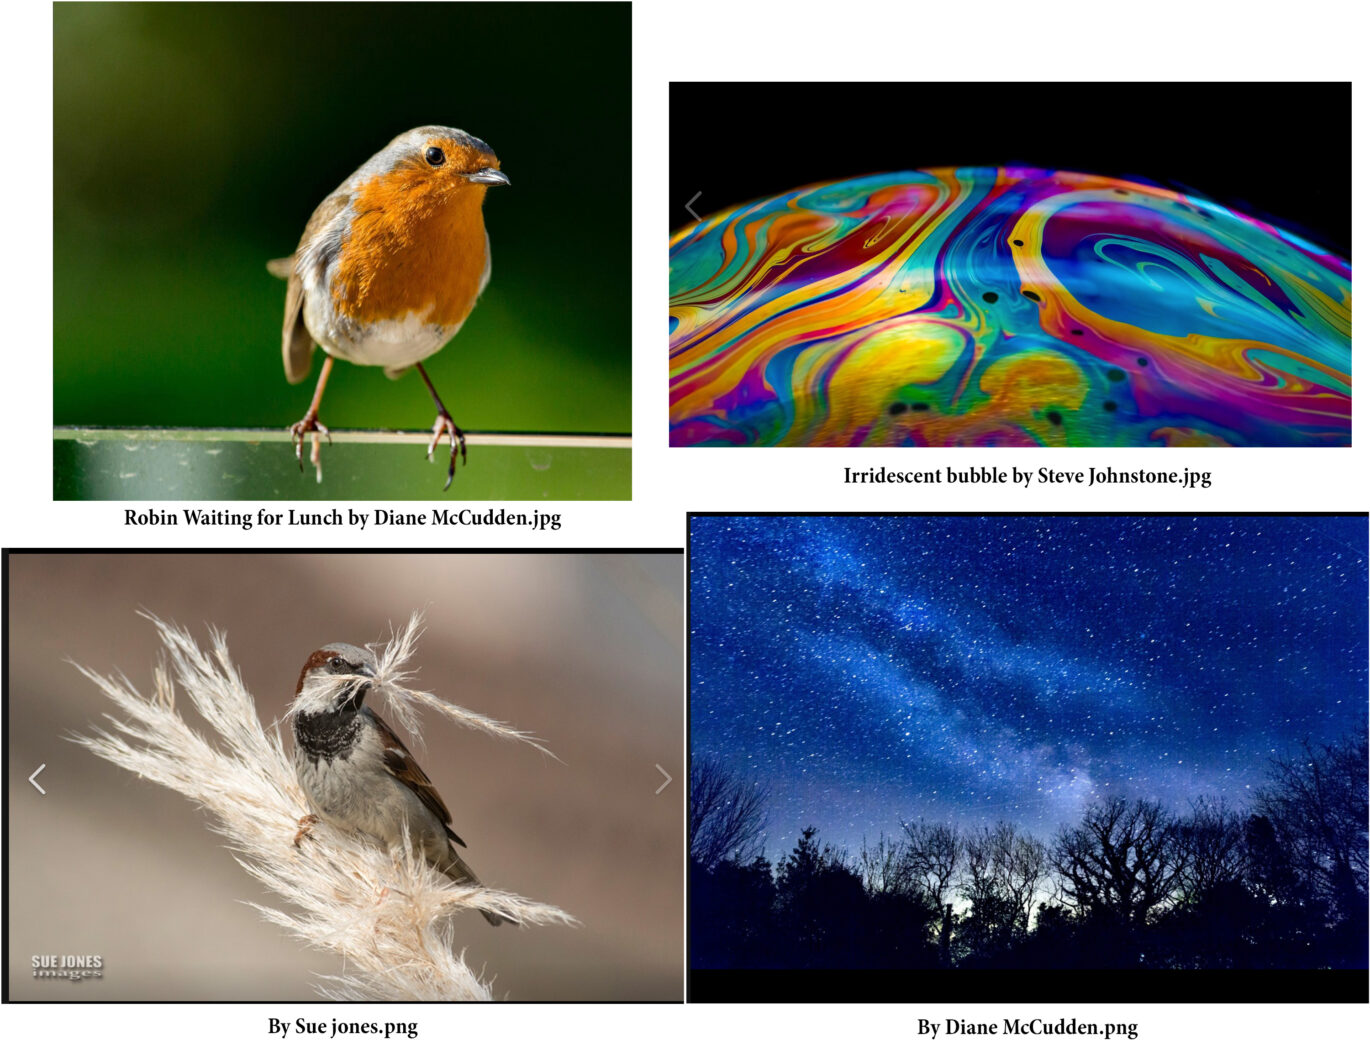 Robin Waiting for Lunch by Diane McCudden.jpg
Irridescent bubble by Steve Johnstone.jpg
SUE JONES
images
By Sue jones.png
By Diane McCudden.png